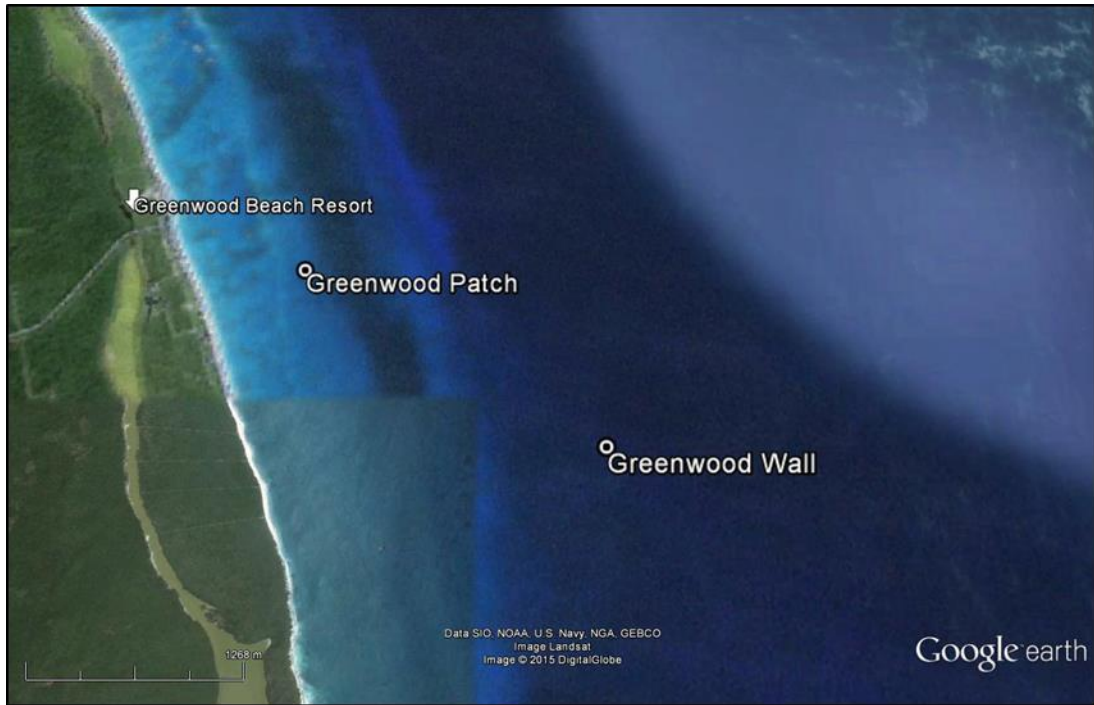 Greenwood Beach Resort
Greenwood Patch
Greenwood Wall
Data SIO, NOAA, U.S. Navy, NGA, GEBCO
Image Landsat
Image © 2015 DigitalGlobe
1268 m
Google earth